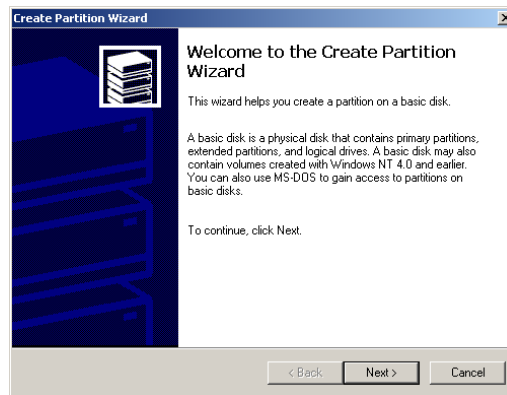 Create Partition Wizard
Welcome to the Create Partition
Wizard
This wizard helps you create a partition on a basic disk.
A basic disk is a physical disk that contains primary partitions,
extended partitions, and logical drives. A basic disk may also
contain volumes created with Windows NT 4.0 and earlier.
You can also use MS-DOS to gain access to partitions on
basic disks.
To continue, click Next.
< Back
Next >
Cancel